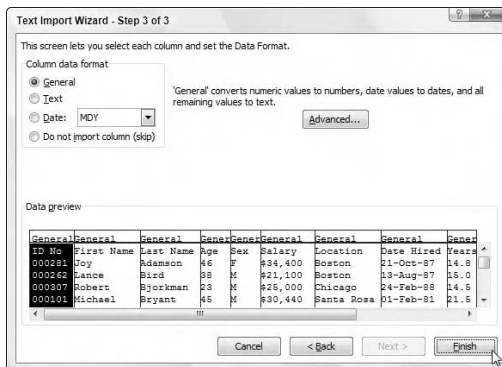 Text Import Wizard - Step 3 of 3
This screen lets you select each column and set the Data Format.
Column data format
General
Text
Date: MDY
Do not import column (skip)
'General' converts numeric values to numbers, date values to dates, and all
remaining values to text.
Advanced...
Data preview
General General General General General General General General Gener
ID No First Name Last Name Age Sex Salary Location Date Hired Years
000281 Joy Adamson 46 F $34,400 Boston 21-Oct-87 14.8
000262 Lance Bird 38 M $21,100 Boston 13-Aug-87 15.0
000307 Robert Bjorkman 23 M $25,000 Chicago 24-Feb-88 14.5
000101 Michael Bryant 45 M $30,440 Santa Rosa 01-Feb-81 21.5
Cancel < Back Next > Finish